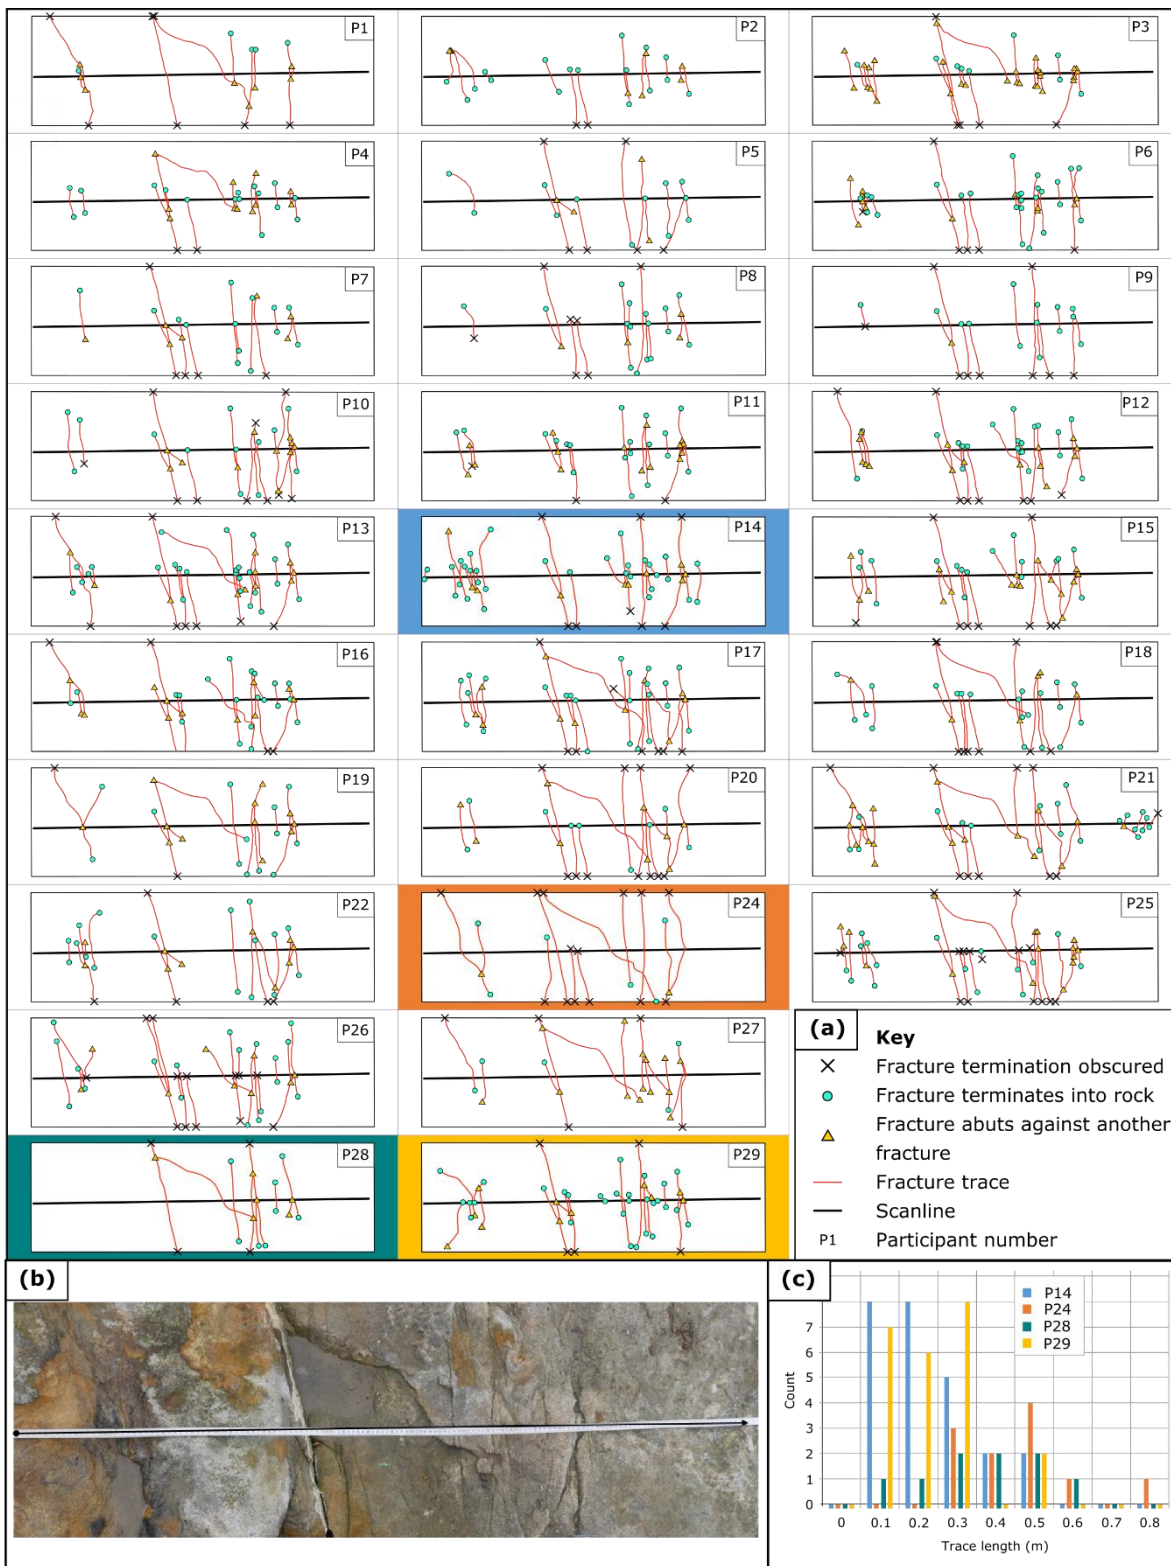 P1
P2
P3
P4
P5
P6
P7
P8
P9
P10
P11
P12
P13
P14
P15
P16
P17
P18
P19
P20
P21
P22
P24
P25
P26
P27
P28
P29
(a)
Key
Fracture termination obscured
Fracture terminates into rock
Fracture abuts against another
fracture
Fracture trace
Scanline
P1 Participant number
(b)
(c)
P14
P24
P28
P29
7
6
5
4
3
2
1
0
Count
0 0.1 0.2 0.3 0.4 0.5 0.6 0.7 0.8
Trace length (m)